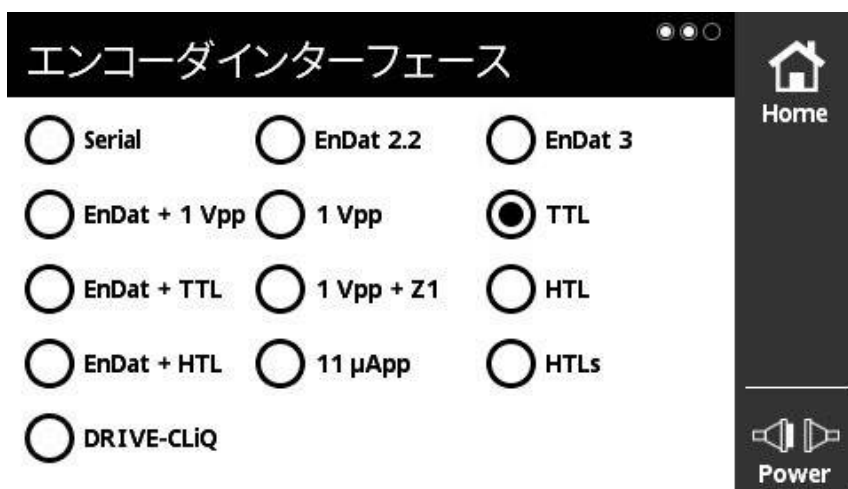 エンコーダインターフェース
Home
Serial EnDat 2.2 EnDat 3
EnDat + 1 Vpp 1 Vpp TTL
EnDat + TTL 1 Vpp + Z1 HTL
EnDat + HTL 11 µApp HTLs
DRIVE-CLiQ
Power